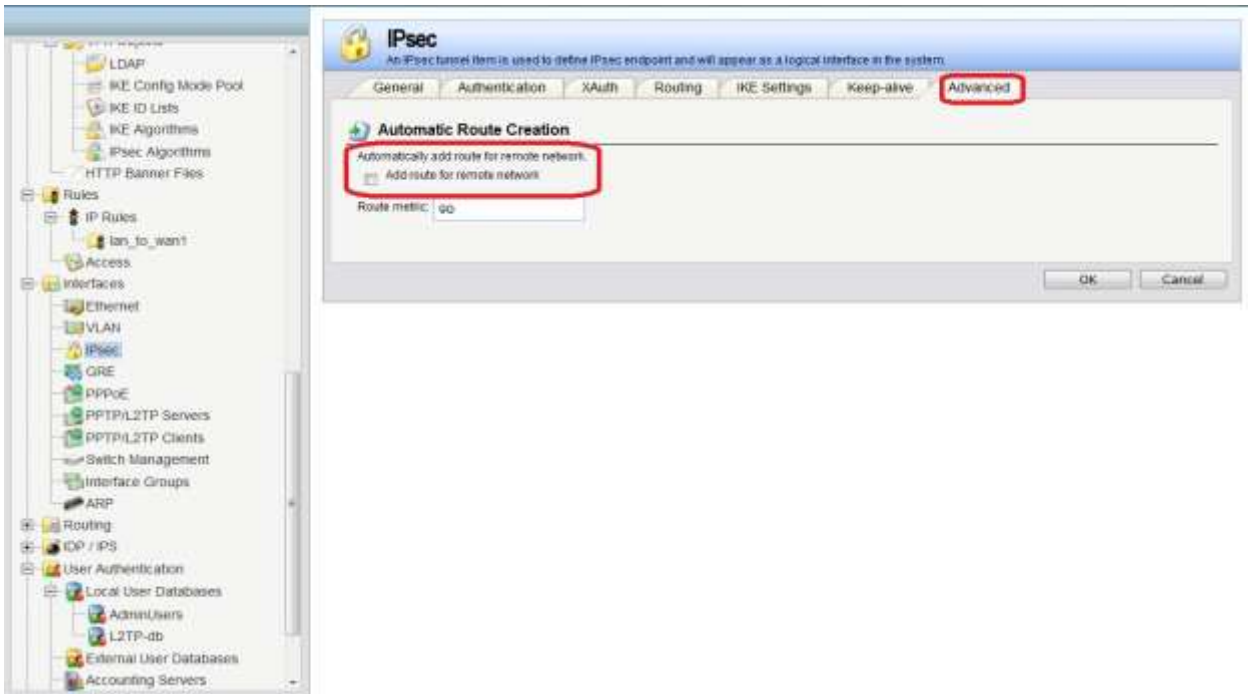 LDAP
IKE Config Mode Pool
IKE ID Lists
IKE Algorithms
IPsec Algorithms
HTTP Banner Files
Rules
IP Rules
lan_to_wan1
Access
Interfaces
Ethernet
VLAN
IPsec
GRE
PPPoE
PPTP/L2TP Servers
PPTP/L2TP Clients
Switch Management
Interface Groups
ARP
Routing
IDP / IPS
User Authentication
Local User Databases
AdminUsers
L2TP-db
External User Databases
Accounting Servers
IPsec
An IPsec tunnel item is used to define IPsec endpoint and will appear as a logical interface in the system.
General Authentication XAuth Routing IKE Settings Keep-alive Advanced
Automatic Route Creation
Automatically add route for remote network.
Add route for remote network
Route metric: 90
OK Cancel